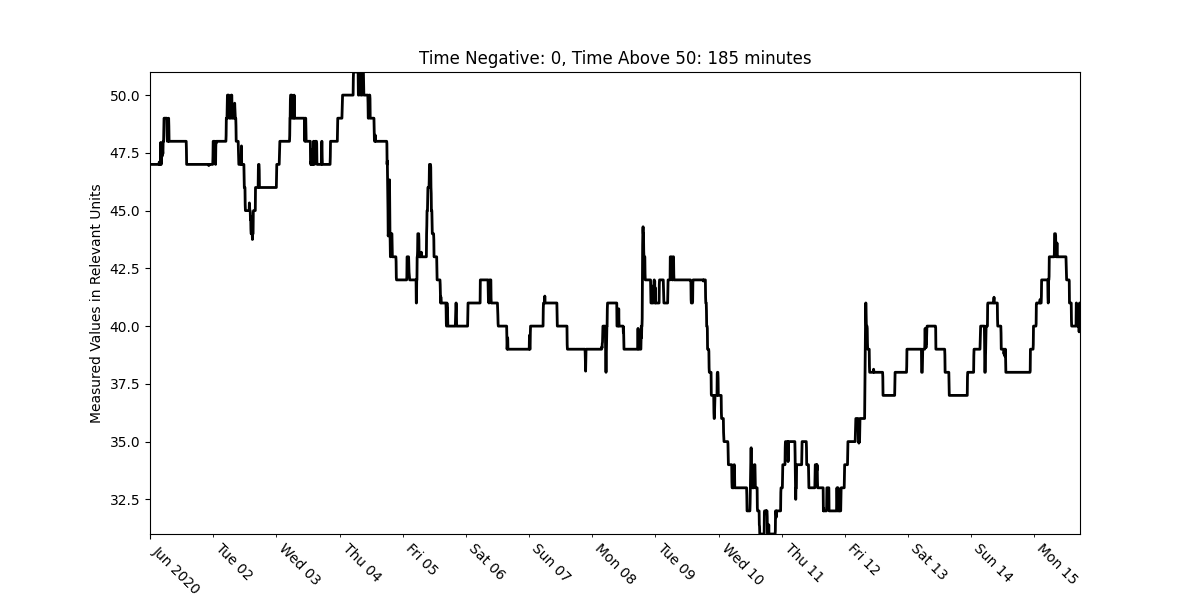 Time Negative: 0, Time Above 50: 185 minutes
Measured Values in Relevant Units
50.0
47.5
45.0
42.5
40.0
37.5
35.0
32.5
Jun 2020
Tue 02
Wed 03
Thu 04
Fri 05
Sat 06
Sun 07
Mon 08
Tue 09
Wed 10
Thu 11
Fri 12
Sat 13
Sun 14
Mon 15